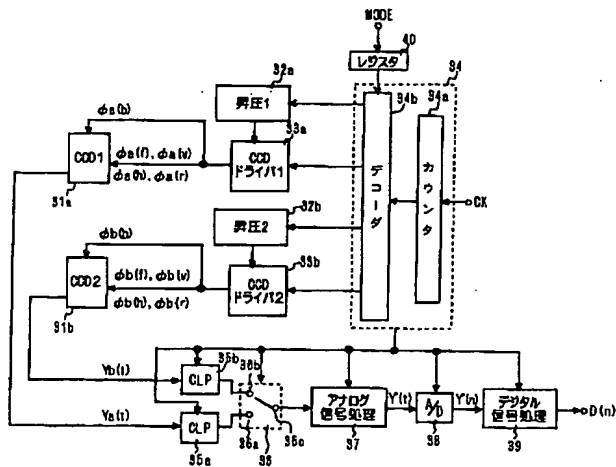 MODE
レジスタ
40
34
32a
34b
34a
昇圧1
33a
φa(b)
CCD1
φa(f), φa(v)
φa(h), φa(r)
CCD
ドライバ1
31a
デコーダ
カウンタ
CK
32b
昇圧2
33b
φb(b)
CCD2
φb(f), φb(v)
φb(h), φb(r)
CCD
ドライバ2
31b
35b
36b
Yb(t)
CLP
アナログ
信号処理
Y(t)
A/D
Y(n)
デジタル
信号処理
D(n)
Ya(t)
CLP
36a
36c
35a
36
37
38
39